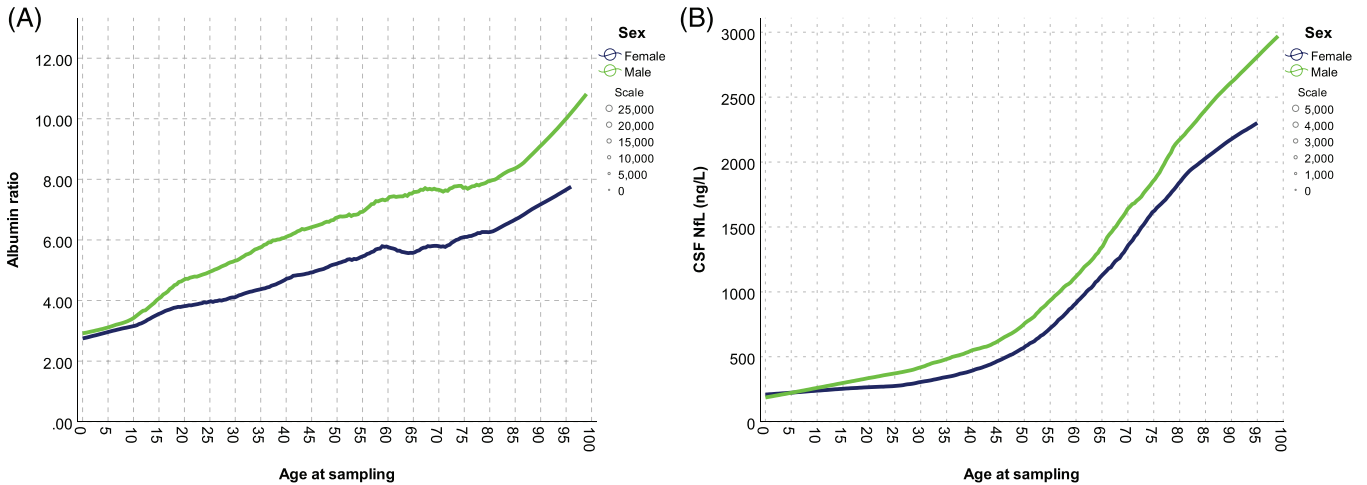 (A)
Albumin ratio
12.00
10.00
8.00
6.00
4.00
2.00
.00
0 5 10 15 20 25 30 35 40 45 50 55 60 65 70 75 80 85 90 95 100
Age at sampling
Sex
Female
Male
Scale
25,000
20,000
15,000
10,000
5,000
0
(B)
CSF NfL (ng/L)
3000
2500
2000
1500
1000
500
0
0 5 10 15 20 25 30 35 40 45 50 55 60 65 70 75 80 85 90 95 100
Age at sampling
Sex
Female
Male
Scale
5,000
4,000
3,000
2,000
1,000
0